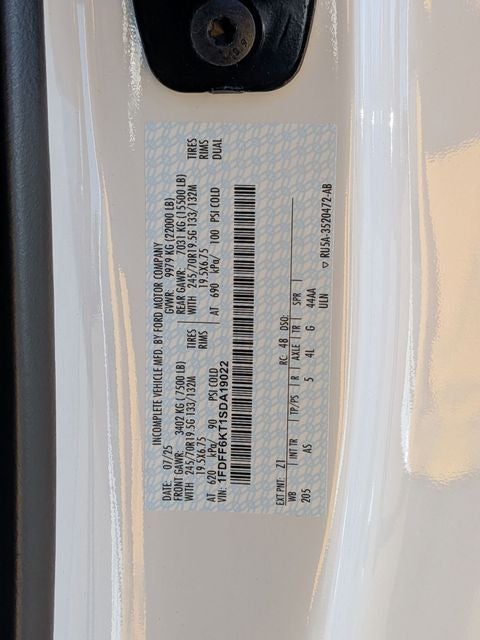 INCOMPLETE VEHICLE MFD. BY FORD MOTOR COMPANY
DATE: 07/25 GVWR: 9979 KG (22000 LB)
FRONT GAWR: 3402 KG (7500 LB) REAR GAWR: 7031 KG (15500 LB)
WITH 245/70R19.5G 133/132M TIRES WITH 245/70R19.5G 133/132M TIRES
19.5X6.75 RIMS 19.5X6.75 RIMS
AT 620 kPa/ 90 PSI COLD AT 690 kPa/ 100 PSI COLD DUAL
VIN: 1FDFF6KT1SDA19022
EXT PNT: Z1 RC: 48 DSO:
WB INT TR TP/PS R AXLE TR SPR
205 AS 5 4L G 44AA
ULN
▽ RU5A-3520472-AB